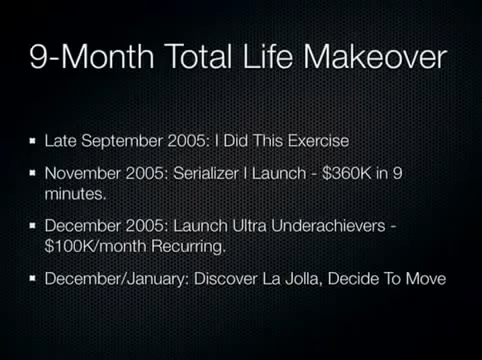 9-Month Total Life Makeover
Late September 2005: I Did This Exercise
November 2005: Serializer I Launch - $360K in 9
minutes.
December 2005: Launch Ultra Underachievers -
$100K/month Recurring.
December/January: Discover La Jolla, Decide To Move